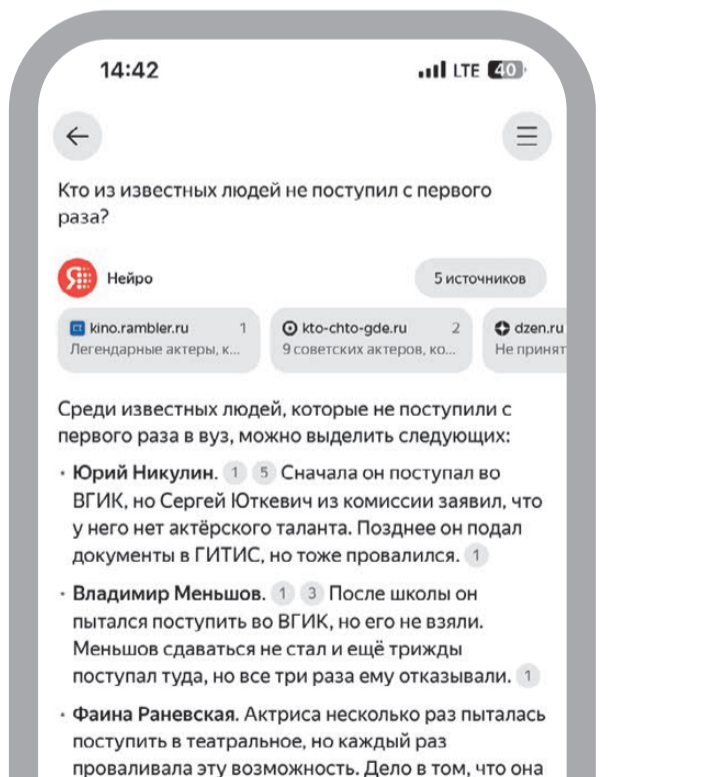 14:42 LTE 40
Кто из известных людей не поступил с первого
раза?
Нейро 5 источников
kino.rambler.ru 1 kto-chto-gde.ru 2 dzen.ru
Легендарные актеры, к... 9 советских актеров, ко... Не принят
Среди известных людей, которые не поступили с
первого раза в вуз, можно выделить следующих:
· Юрий Никулин. 1 5 Сначала он поступал во
ВГИК, но Сергей Юткевич из комиссии заявил, что
у него нет актёрского таланта. Позднее он подал
документы в ГИТИС, но тоже провалился. 1
· Владимир Меньшов. 1 3 После школы он
пытался поступить во ВГИК, но его не взяли.
Меньшов сдаваться не стал и ещё трижды
поступал туда, но все три раза ему отказывали. 1
· Фаина Раневская. Актриса несколько раз пыталась
поступить в театральное, но каждый раз
проваливала эту возможность. Дело в том, что она